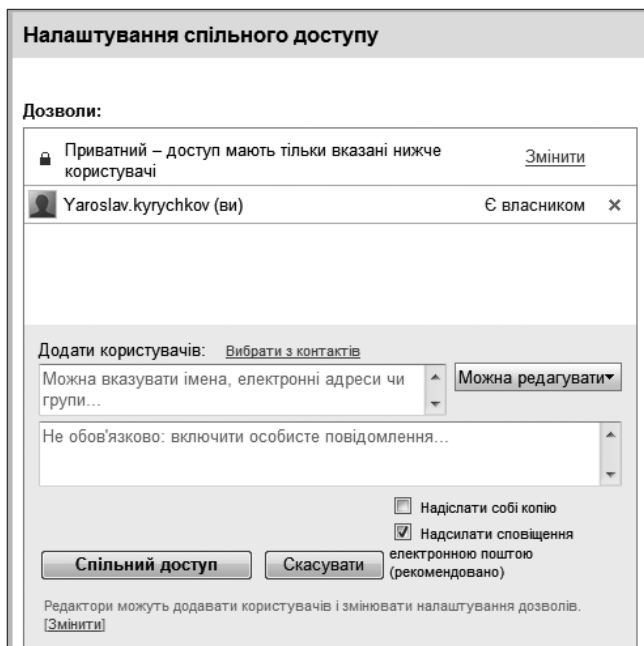 Налаштування спільного доступу
Дозволи:
Приватний – доступ мають тільки вказані нижче
користувачі
Змінити
Yaroslav.kyrychkov (ви)
Є власником
Додати користувачів: Вибрати з контактів
Можна вказувати імена, електронні адреси чи
групи…
Можна редагувати
Не обов'язково: включити особисте повідомлення…
Надіслати собі копію
Надсилати сповіщення
електронною поштою
(рекомендовано)
Спільний доступ
Скасувати
Редактори можуть додавати користувачів і змінювати налаштування дозволів.
[Змінити]